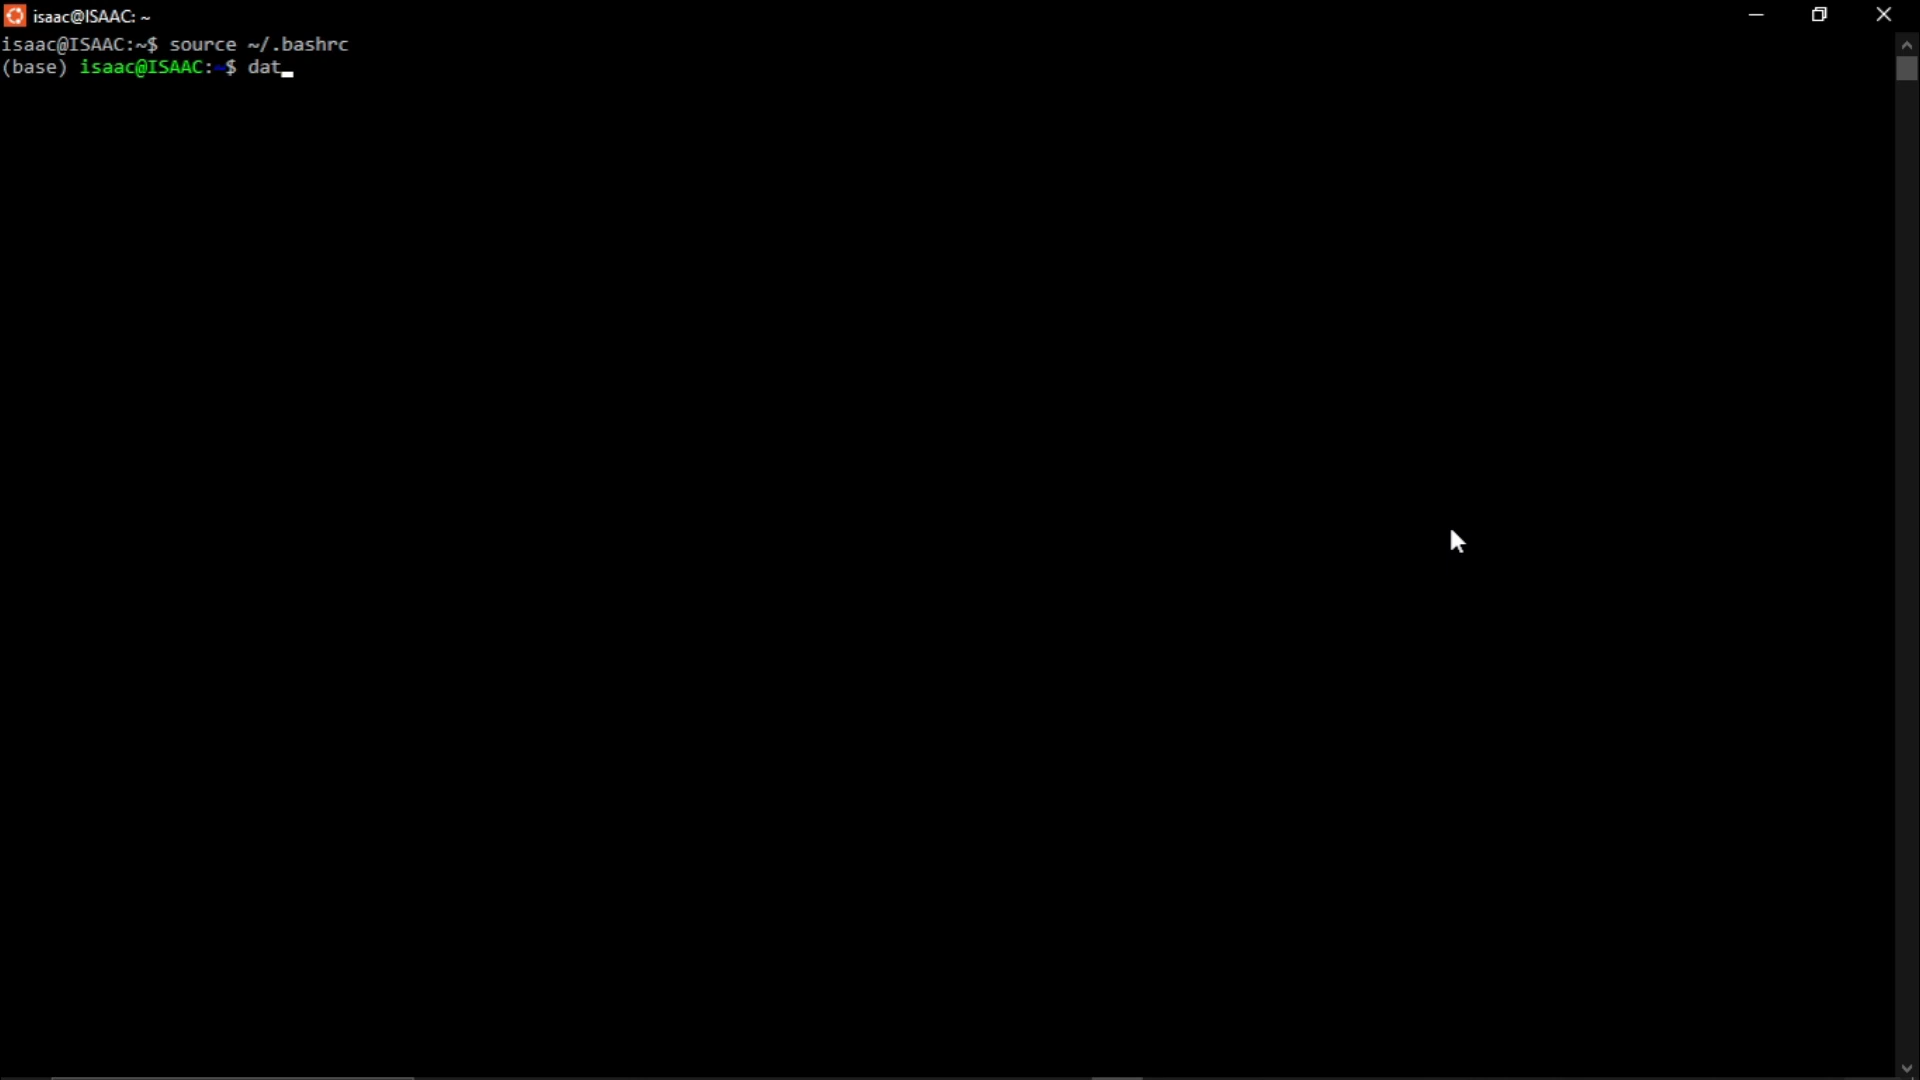 isaac@ISAAC: ~
isaac@ISAAC:~$ source ~/.bashrc
(base) isaac@ISAAC:~$ dat